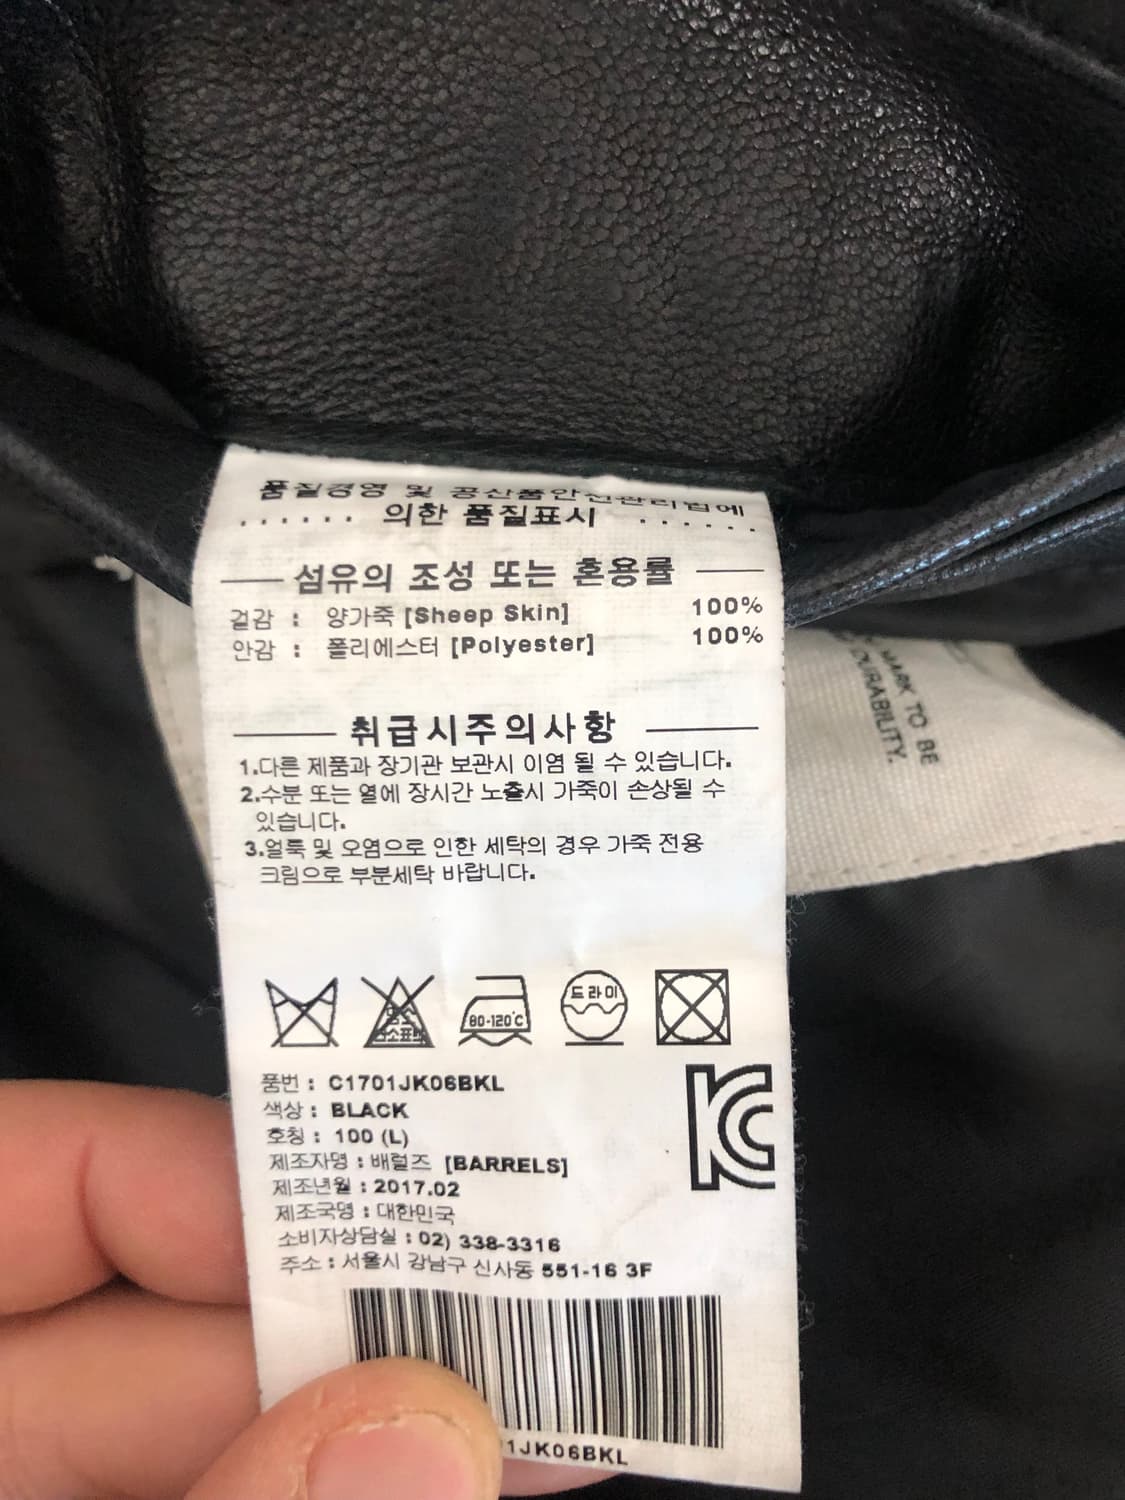 품질경영 및 공산품안전관리법에
...... 의한 품질표시 ......
섬유의 조성 또는 혼용률
겉감 : 양가죽 [Sheep Skin] 100%
안감 : 폴리에스터 [Polyester] 100%
취급시주의사항
1.다른 제품과 장기관 보관시 이염 될 수 있습니다.
2.수분 또는 열에 장시간 노출시 가죽이 손상될 수
있습니다.
3.얼룩 및 오염으로 인한 세탁의 경우 가죽 전용
크림으로 부분세탁 바랍니다.
염소
80-120℃
드라이
품번 : C1701JK06BKL
색상 : BLACK
호칭 : 100 (L)
제조자명 : 배럴즈 [BARRELS]
제조년월 : 2017.02
제조국명 : 대한민국
소비자상담실 : 02) 338-3316
주소 : 서울시 강남구 신사동 551-16 3F
KC
1JK06BKL
MARK TO BE
DURABILITY.